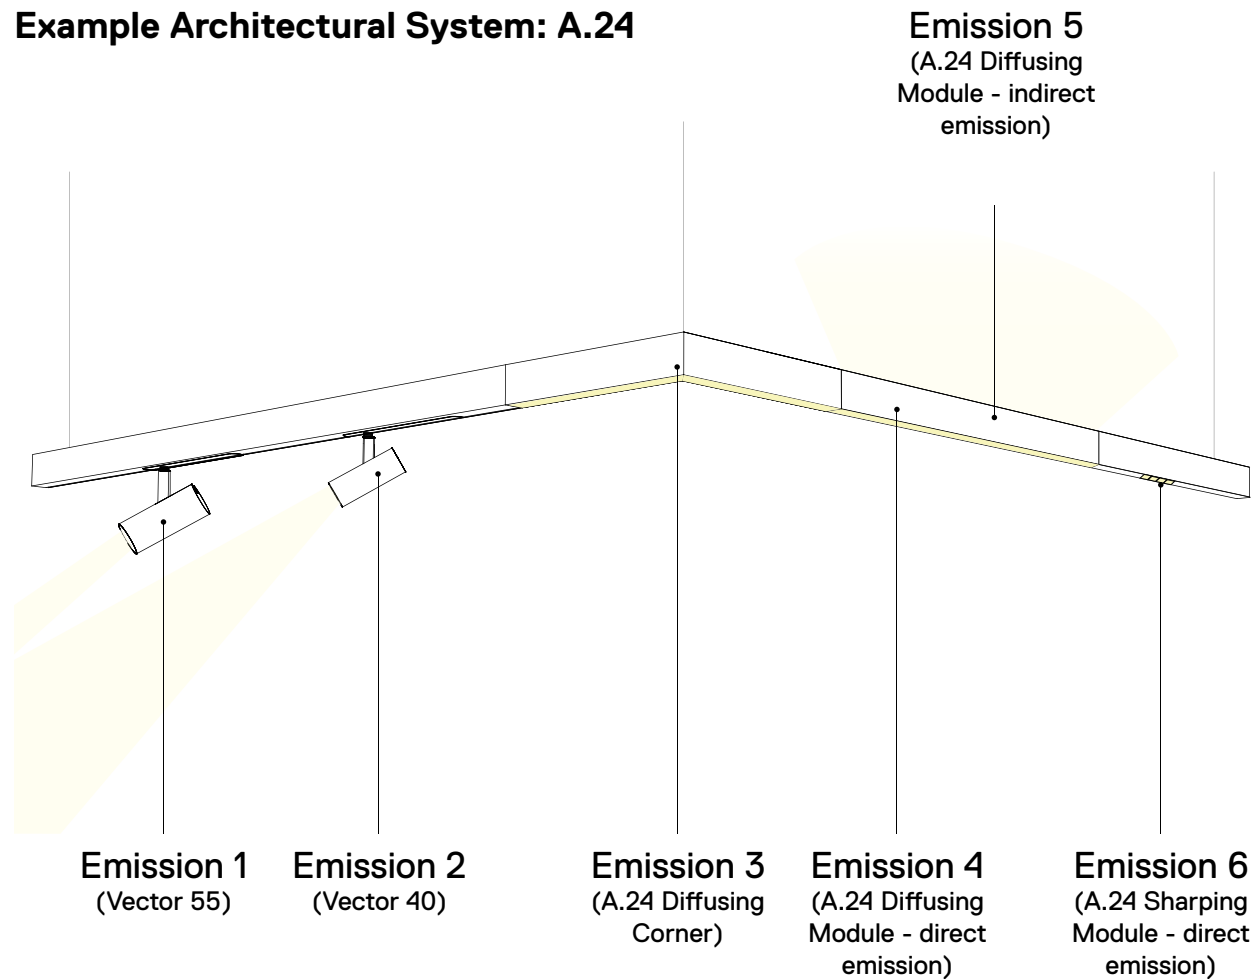 Example Architectural System: A.24
Emission 5
(A.24 Diffusing
Module - indirect
emission)
Emission 1
(Vector 55)
Emission 2
(Vector 40)
Emission 3
(A.24 Diffusing
Corner)
Emission 4
(A.24 Diffusing
Module - direct
emission)
Emission 6
(A.24 Sharping
Module - direct
emission)